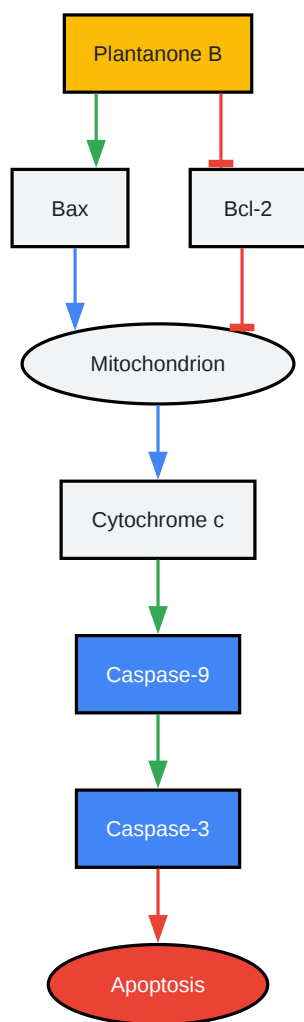 Plantanone B
Bax
Bcl-2
Mitochondrion
Cytochrome c
Caspase-9
Caspase-3
Apoptosis